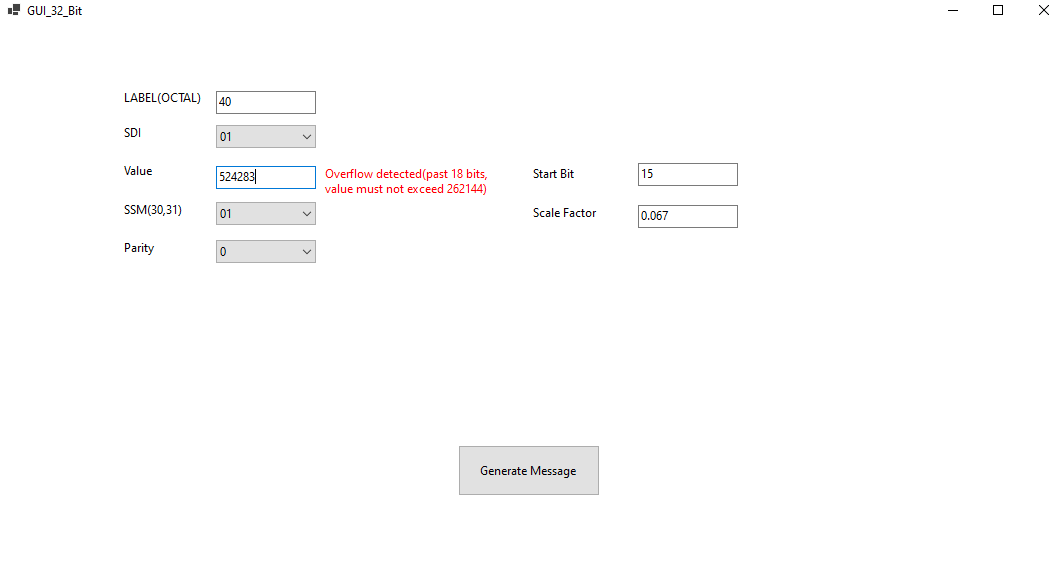 GUI_32_Bit
LABEL(OCTAL) 40
SDI 01
Value 524283 Overflow detected(past 18 bits,
value must not exceed 262144)
Start Bit 15
SSM(30,31) 01
Scale Factor 0.067
Parity 0
Generate Message